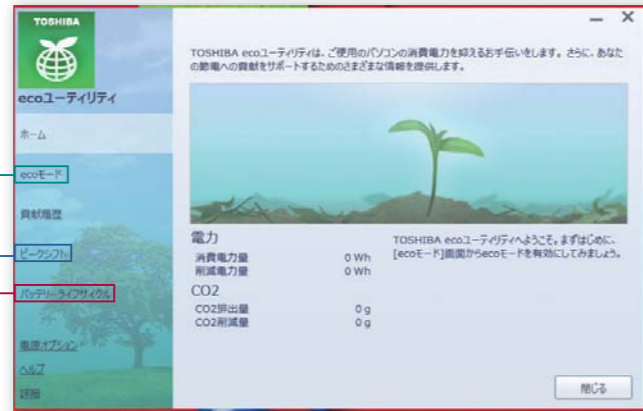 TOSHIBA
ecoユーティリティ
ホーム
ecoモード
貢献履歴
ピークシフト
バッテリーライフサイクル
電源オプション
ヘルプ
詳細
TOSHIBA ecoユーティリティは、ご使用のパソコンの消費電力を抑えるお手伝いをします。さらに、あなた
の節電への貢献をサポートするためのさまざまな情報を提供します。
電力
消費電力量 0 Wh
削減電力量 0 Wh
CO2
CO2排出量 0 g
CO2削減量 0 g
TOSHIBA ecoユーティリティへようこそ。まずはじめに、
[ecoモード]画面からecoモードを有効にしてみましょう。
閉じる